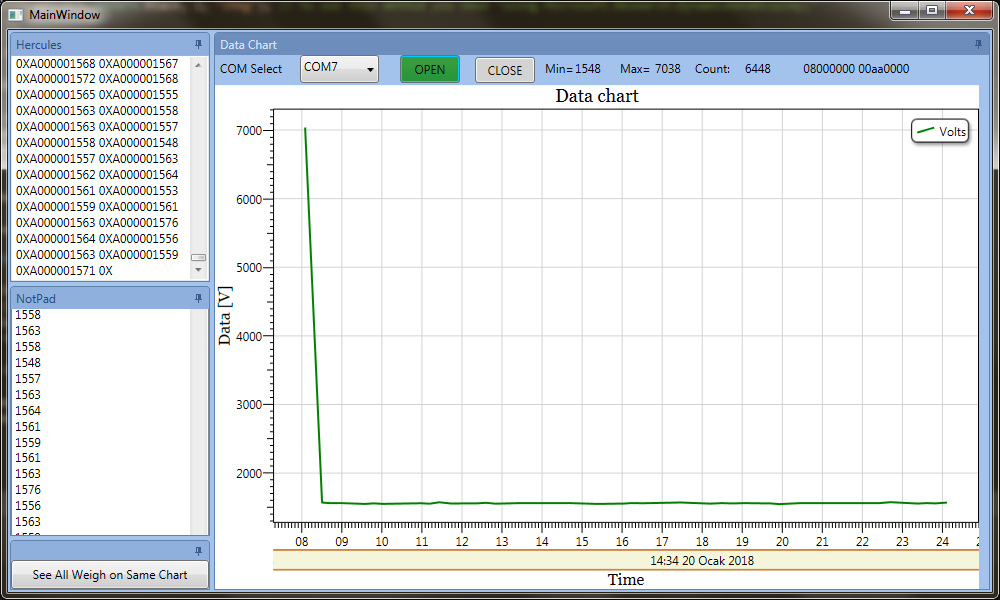 MainWindow
Hercules
0XA000001568 0XA000001567
0XA000001572 0XA000001568
0XA000001565 0XA000001555
0XA000001563 0XA000001558
0XA000001563 0XA000001557
0XA000001558 0XA000001548
0XA000001557 0XA000001563
0XA000001562 0XA000001564
0XA000001561 0XA000001553
0XA000001559 0XA000001561
0XA000001563 0XA000001576
0XA000001564 0XA000001556
0XA000001563 0XA000001559
0XA000001571 0X
NotPad
1558
1563
1558
1548
1557
1563
1564
1561
1559
1561
1563
1576
1556
1563
See All Weigh on Same Chart
Data Chart
COM Select COM7 OPEN CLOSE Min= 1548 Max= 7038 Count: 6448 08000000 00aa0000
Data chart
Volts
7000
6000
5000
4000
3000
2000
Data [V]
08 09 10 11 12 13 14 15 16 17 18 19 20 21 22 23 24
14:34 20 Ocak 2018
Time